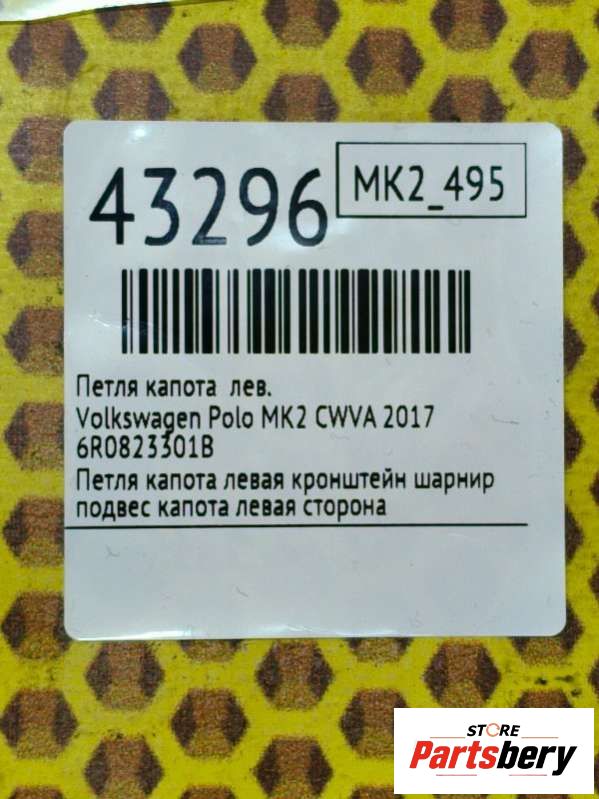 43296
MK2_495
Петля капота лев.
Volkswagen Polo MK2 CWVA 2017
6R0823301B
Петля капота левая кронштейн шарнир
подвес капота левая сторона
STORE
Partsbery